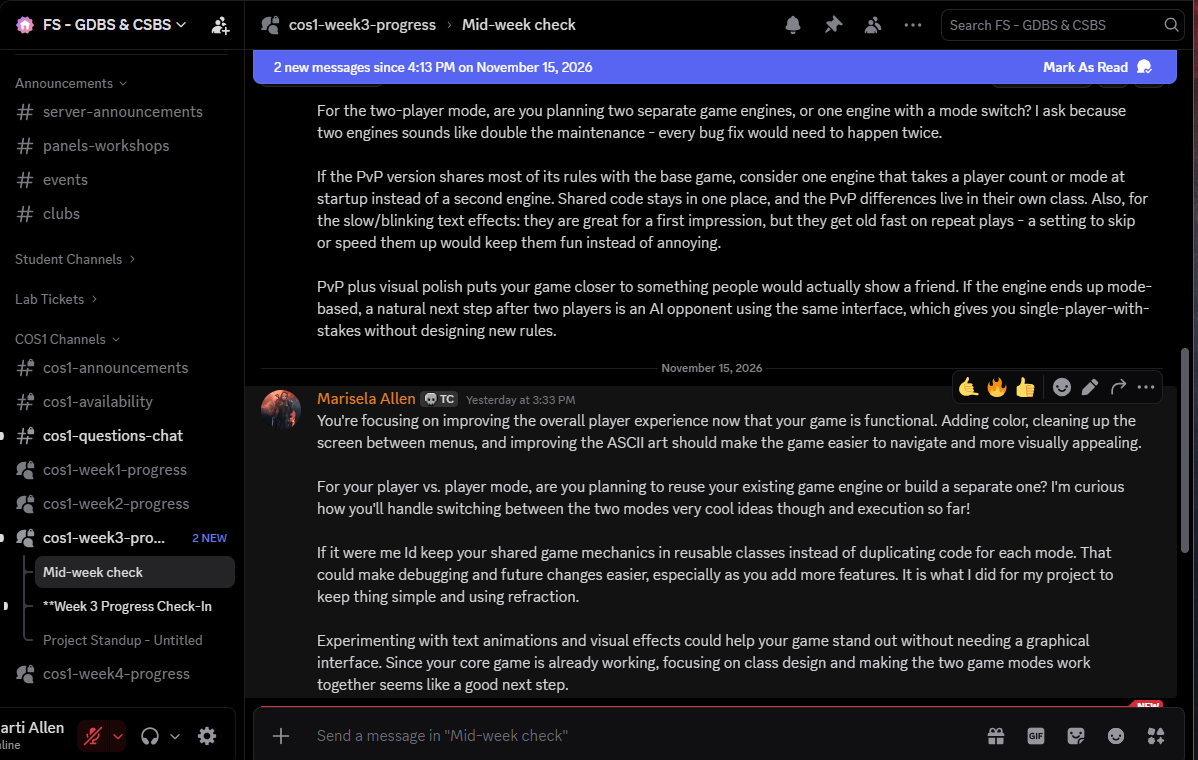 FS - GDBS & CSBS
cos1-week3-progress › Mid-week check
Search FS - GDBS & CSBS
2 new messages since 4:13 PM on November 15, 2026
Mark As Read
Announcements
server-announcements
panels-workshops
events
clubs
Student Channels
Lab Tickets
COS1 Channels
cos1-announcements
cos1-availability
cos1-questions-chat
cos1-week1-progress
cos1-week2-progress
cos1-week3-pro...
2 NEW
Mid-week check
**Week 3 Progress Check-In
Project Standup - Untitled
cos1-week4-progress
arti Allen
nline
For the two-player mode, are you planning two separate game engines, or one engine with a mode switch? I ask because
two engines sounds like double the maintenance - every bug fix would need to happen twice.
If the PvP version shares most of its rules with the base game, consider one engine that takes a player count or mode at
startup instead of a second engine. Shared code stays in one place, and the PvP differences live in their own class. Also, for
the slow/blinking text effects: they are great for a first impression, but they get old fast on repeat plays - a setting to skip
or speed them up would keep them fun instead of annoying.
PvP plus visual polish puts your game closer to something people would actually show a friend. If the engine ends up mode-
based, a natural next step after two players is an AI opponent using the same interface, which gives you single-player-with-
stakes without designing new rules.
November 15, 2026
Marisela Allen TC Yesterday at 3:33 PM
You're focusing on improving the overall player experience now that your game is functional. Adding color, cleaning up the
screen between menus, and improving the ASCII art should make the game easier to navigate and more visually appealing.
For your player vs. player mode, are you planning to reuse your existing game engine or build a separate one? I'm curious
how you'll handle switching between the two modes very cool ideas though and execution so far!
If it were me Id keep your shared game mechanics in reusable classes instead of duplicating code for each mode. That
could make debugging and future changes easier, especially as you add more features. It is what I did for my project to
keep thing simple and using refraction.
Experimenting with text animations and visual effects could help your game stand out without needing a graphical
interface. Since your core game is already working, focusing on class design and making the two game modes work
together seems like a good next step.
NEW
Send a message in "Mid-week check"
GIF